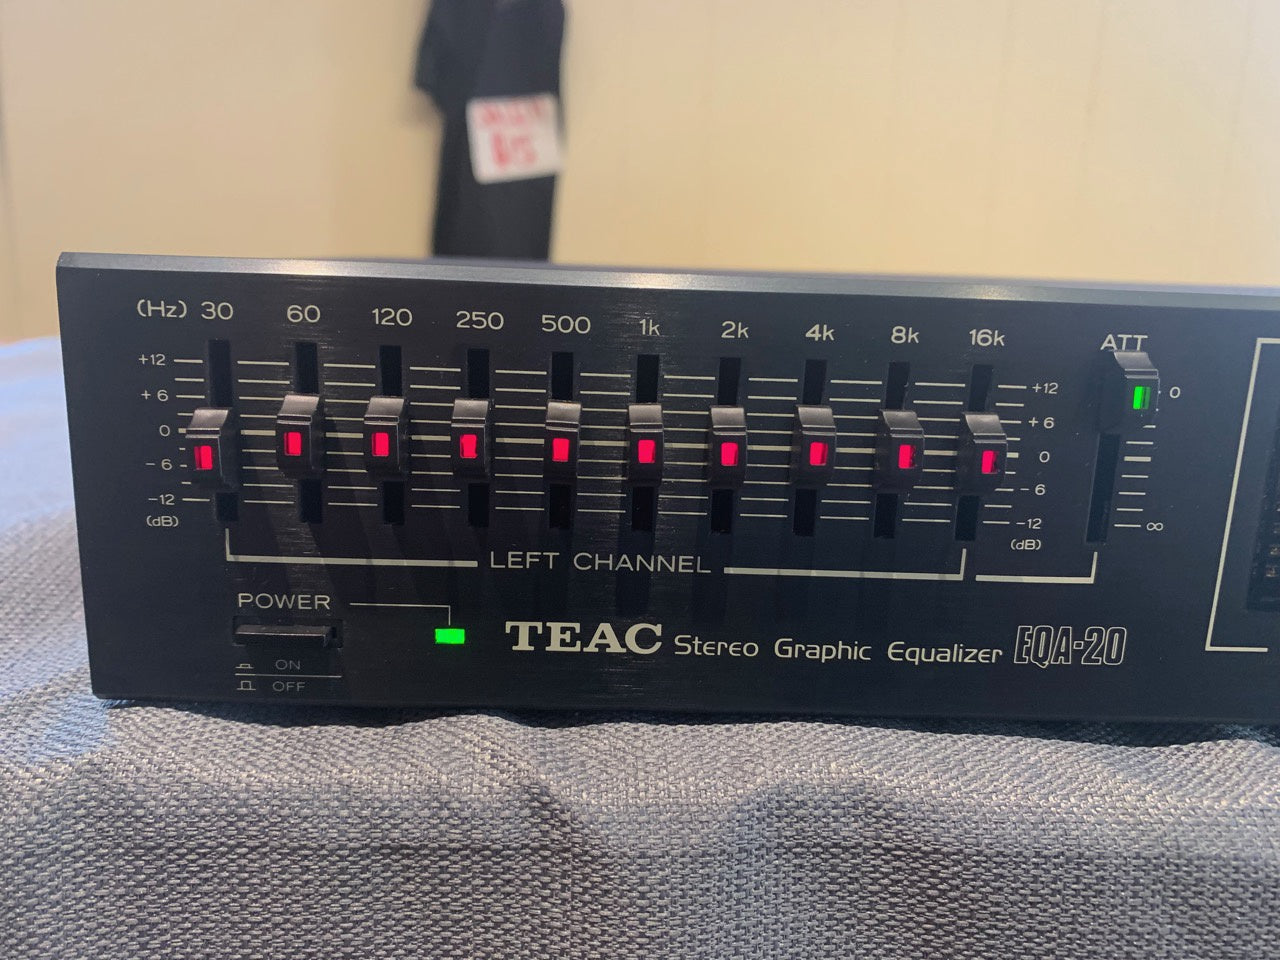 (Hz) 30 60 120 250 500 1k 2k 4k 8k 16k ATT
+12 +12 0
+6 +6
0 0
-6 -6
-12 -12 ∞
(dB) (dB)
LEFT CHANNEL
POWER
ON
OFF
TEAC Stereo Graphic Equalizer EQA-20